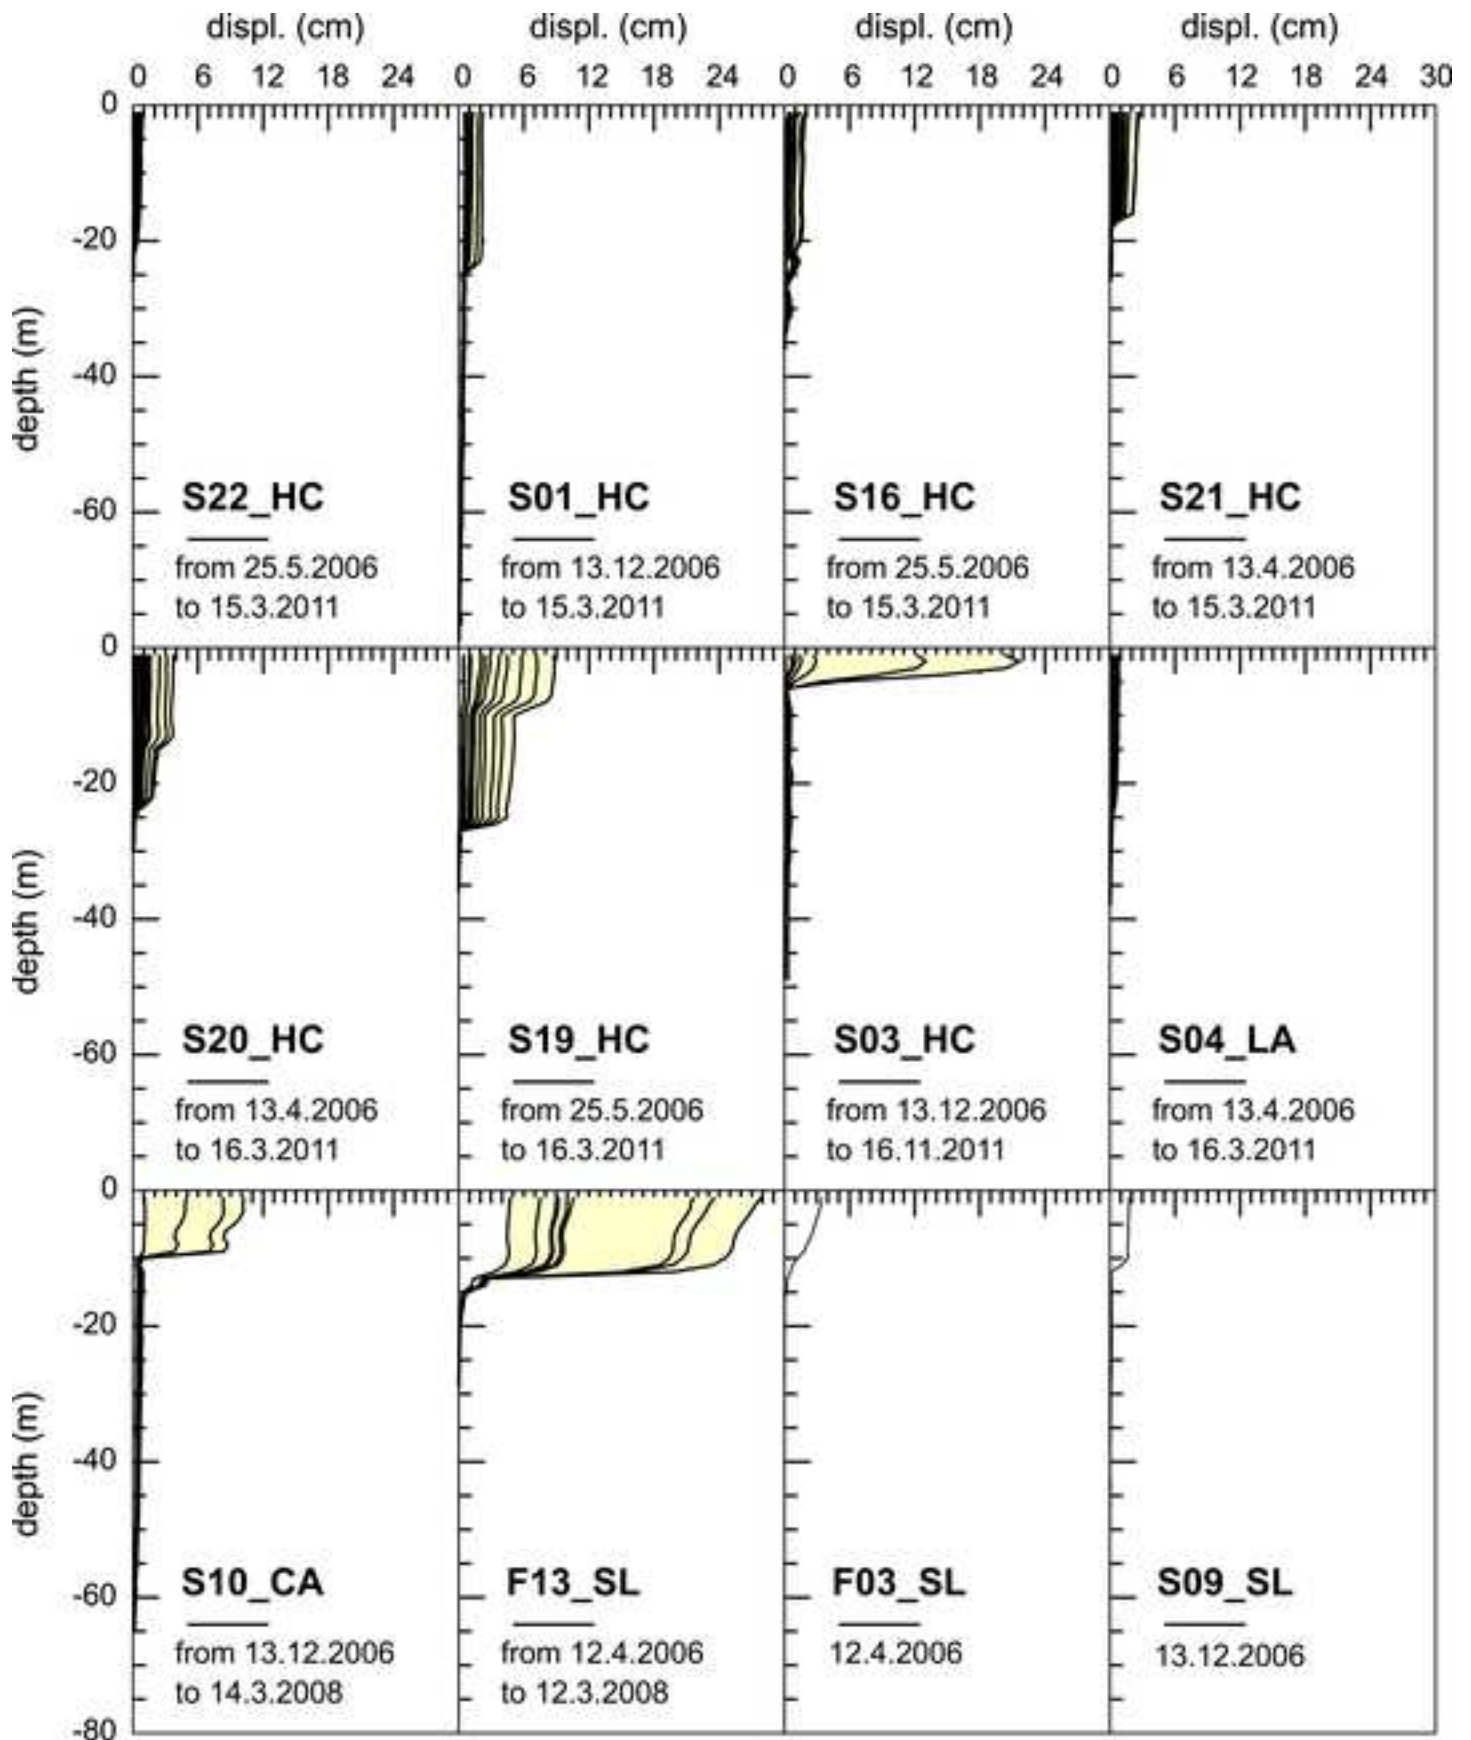 displ. (cm) displ. (cm) displ. (cm) displ. (cm)
0 6 12 18 24 0 6 12 18 24 0 6 12 18 24 0 6 12 18 24 30
0
-20
-40
depth (m)
S22_HC S01_HC S16_HC S21_HC
-60
from 25.5.2006 from 13.12.2006 from 25.5.2006 from 13.4.2006
to 15.3.2011 to 15.3.2011 to 15.3.2011 to 15.3.2011
0
-20
-40
depth (m)
S20_HC S19_HC S03_HC S04_LA
-60
from 13.4.2006 from 25.5.2006 from 13.12.2006 from 13.4.2006
to 16.3.2011 to 16.3.2011 to 16.11.2011 to 16.3.2011
0
-20
-40
depth (m)
S10_CA F13_SL F03_SL S09_SL
-60
from 13.12.2006 from 12.4.2006 12.4.2006 13.12.2006
to 14.3.2008 to 12.3.2008
-80